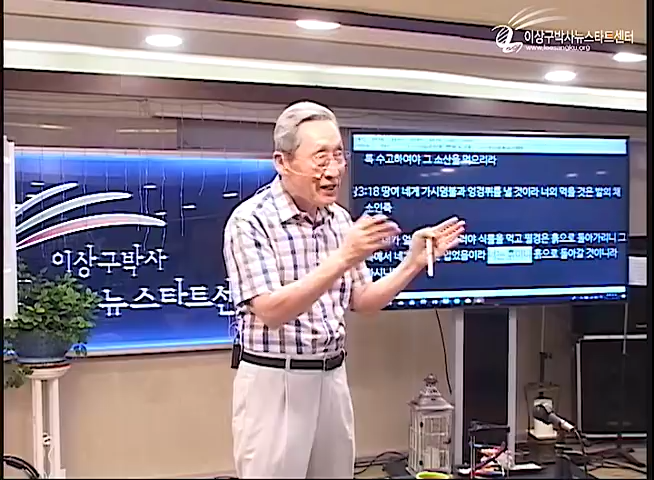 이상구박사뉴스타트센터
www.leesangku.org
록 수고하여야 그 소산을 먹으리라
3:18 땅이 네게 가시덤불과 엉겅퀴를 낼 것이라 너의 먹을 것은 밭의 채
소인즉
식물을 먹고 필경은 흙으로 돌아가리니 그
에서 네 입었음이라 흙으로 돌아갈 것이니라
하시니라
이상구박사
뉴스타트센